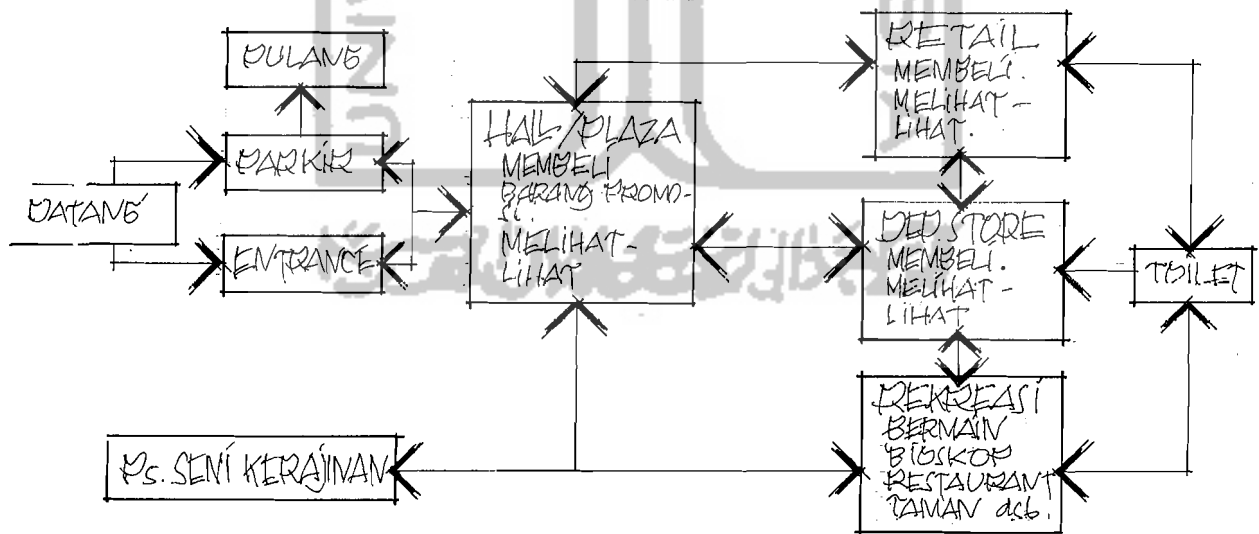 PULANG
PARKIR
DATANG
ENTRANCE
HALL/PLAZA
MEMBELI
BARANG PROMO-
SI.
MELIHAT-
LIHAT
RETAIL
MEMBELI.
MELIHAT-
LIHAT.
DEP. STORE
MEMBELI.
MELIHAT-
LIHAT
TOILET
REKREASI
BERMAIN
BIOSKOP
RESTAURANT
TAMAN dsb.
Ps. SENI KERAJINAN